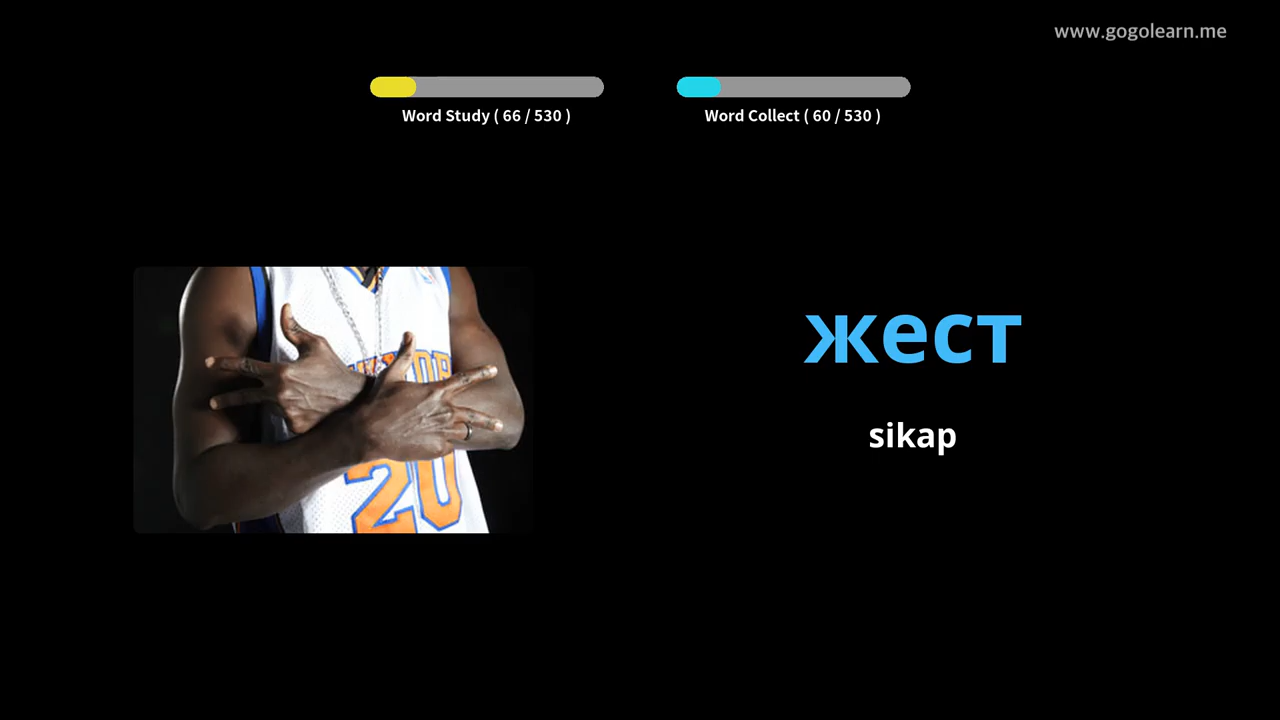 www.gogolearn.me
Word Study ( 66 / 530 )
Word Collect ( 60 / 530 )
жест
sikap
20